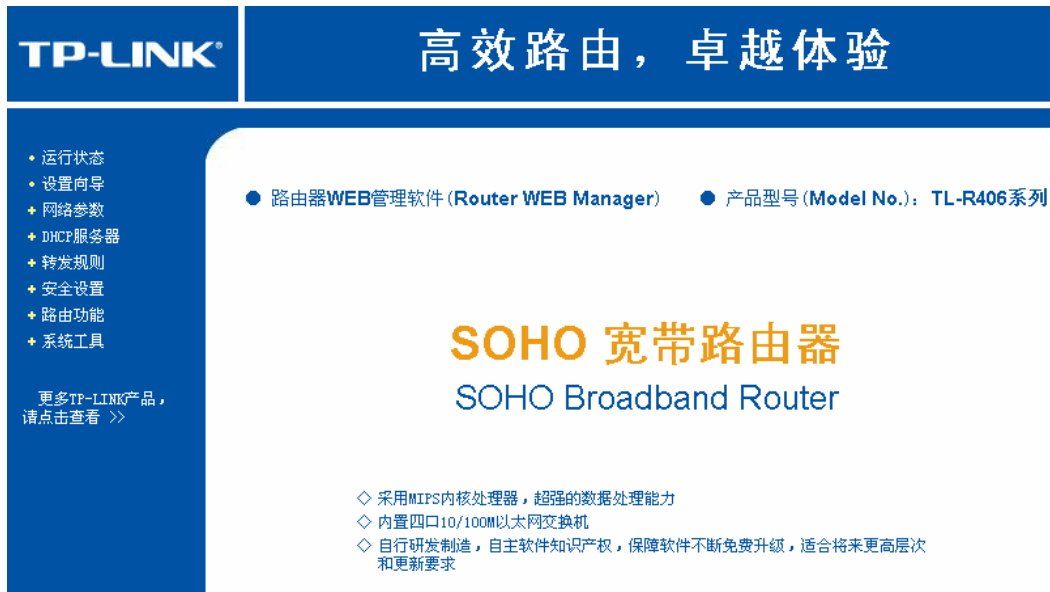 TP-LINK®
高效路由，卓越体验
运行状态
设置向导
网络参数
DHCP服务器
转发规则
安全设置
路由功能
系统工具
更多TP-LINK产品，
请点击查看 >>
路由器WEB管理软件(Router WEB Manager)
产品型号(Model No.)：TL-R406系列
SOHO 宽带路由器
SOHO Broadband Router
◇ 采用MIPS内核处理器，超强的数据处理能力
◇ 内置四口10/100M以太网交换机
◇ 自行研发制造，自主软件知识产权，保障软件不断免费升级，适合将来更高层次
和更新要求